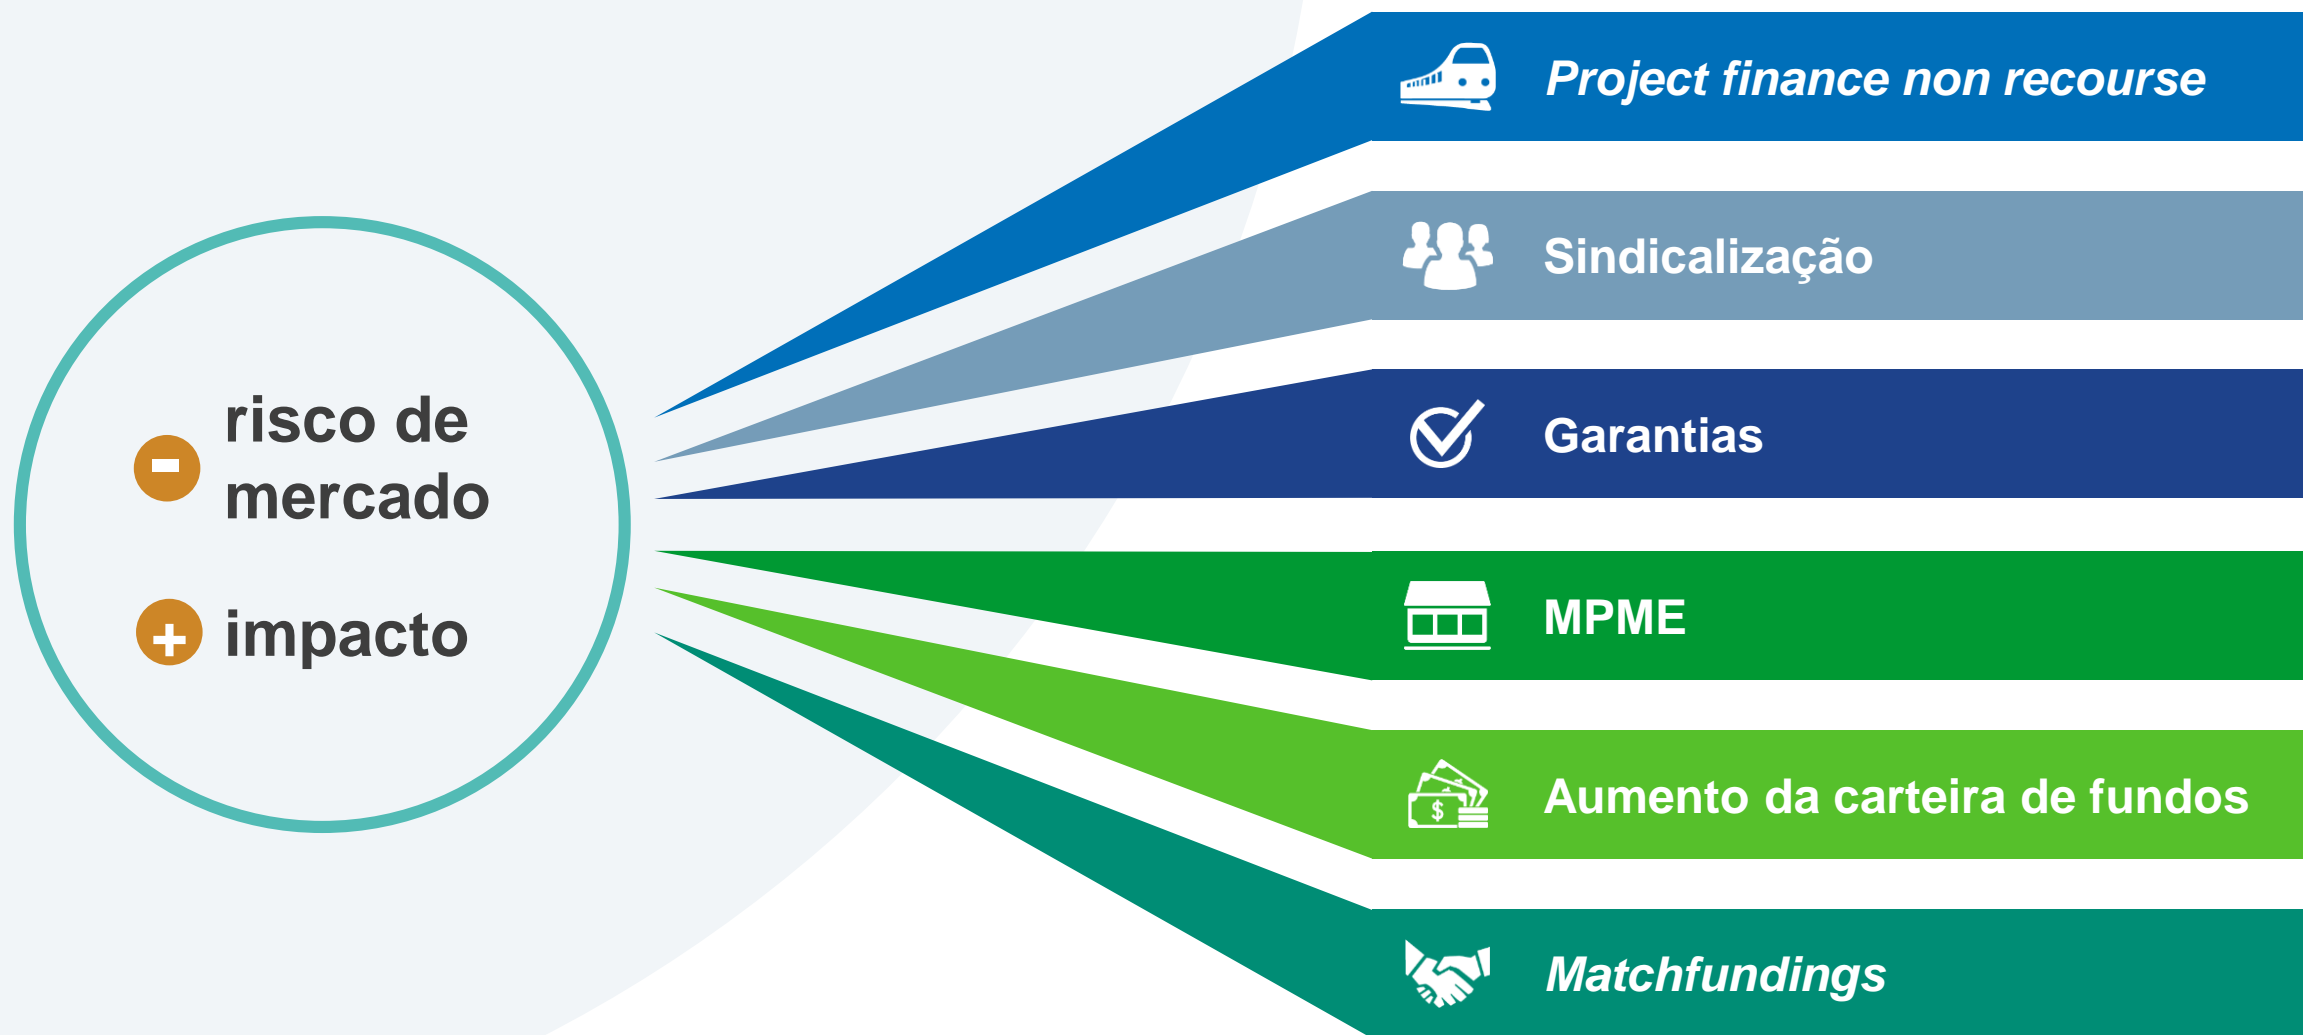 risco de
mercado
impacto
Project finance non recourse
Sindicalização
Garantias
MPME
Aumento da carteira de fundos
Matchfundings